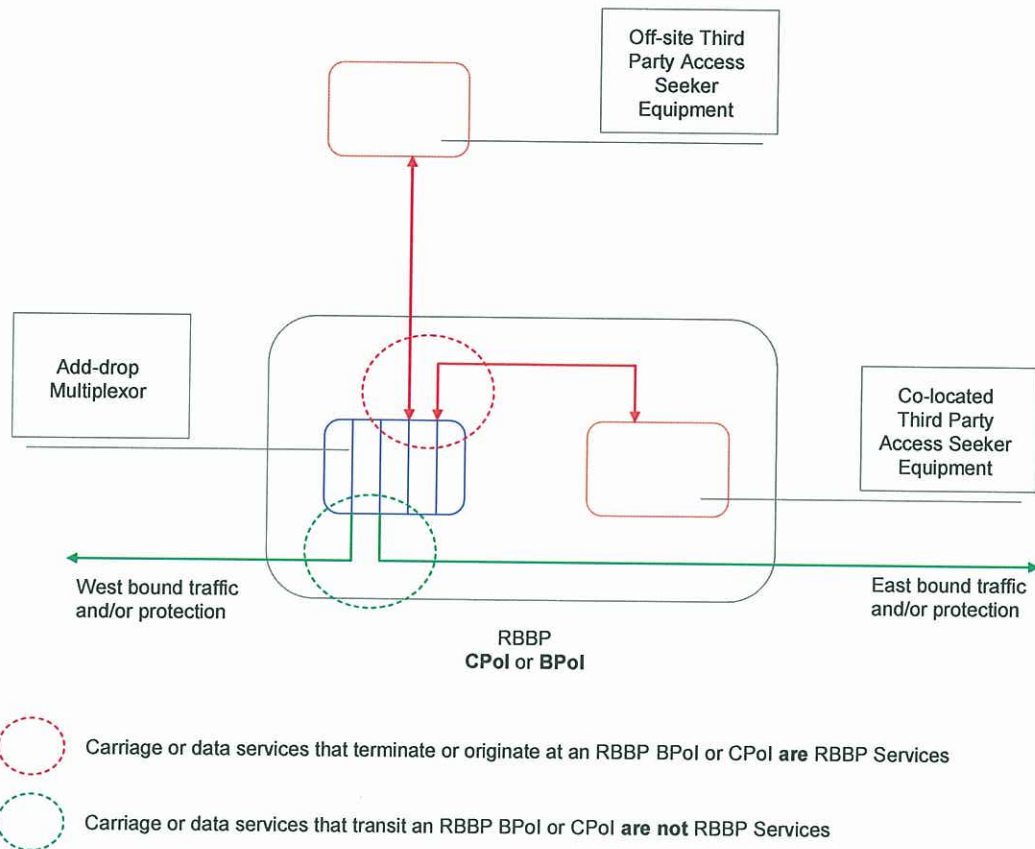 Off-site Third
Party Access
Seeker
Equipment
Add-drop
Multiplexor
Co-located
Third Party
Access Seeker
Equipment
West bound traffic
and/or protection
East bound traffic
and/or protection
RBBP
CPoI or BPoI
Carriage or data services that terminate or originate at an RBBP BPoI or CPoI are RBBP Services
Carriage or data services that transit an RBBP BPoI or CPoI are not RBBP Services